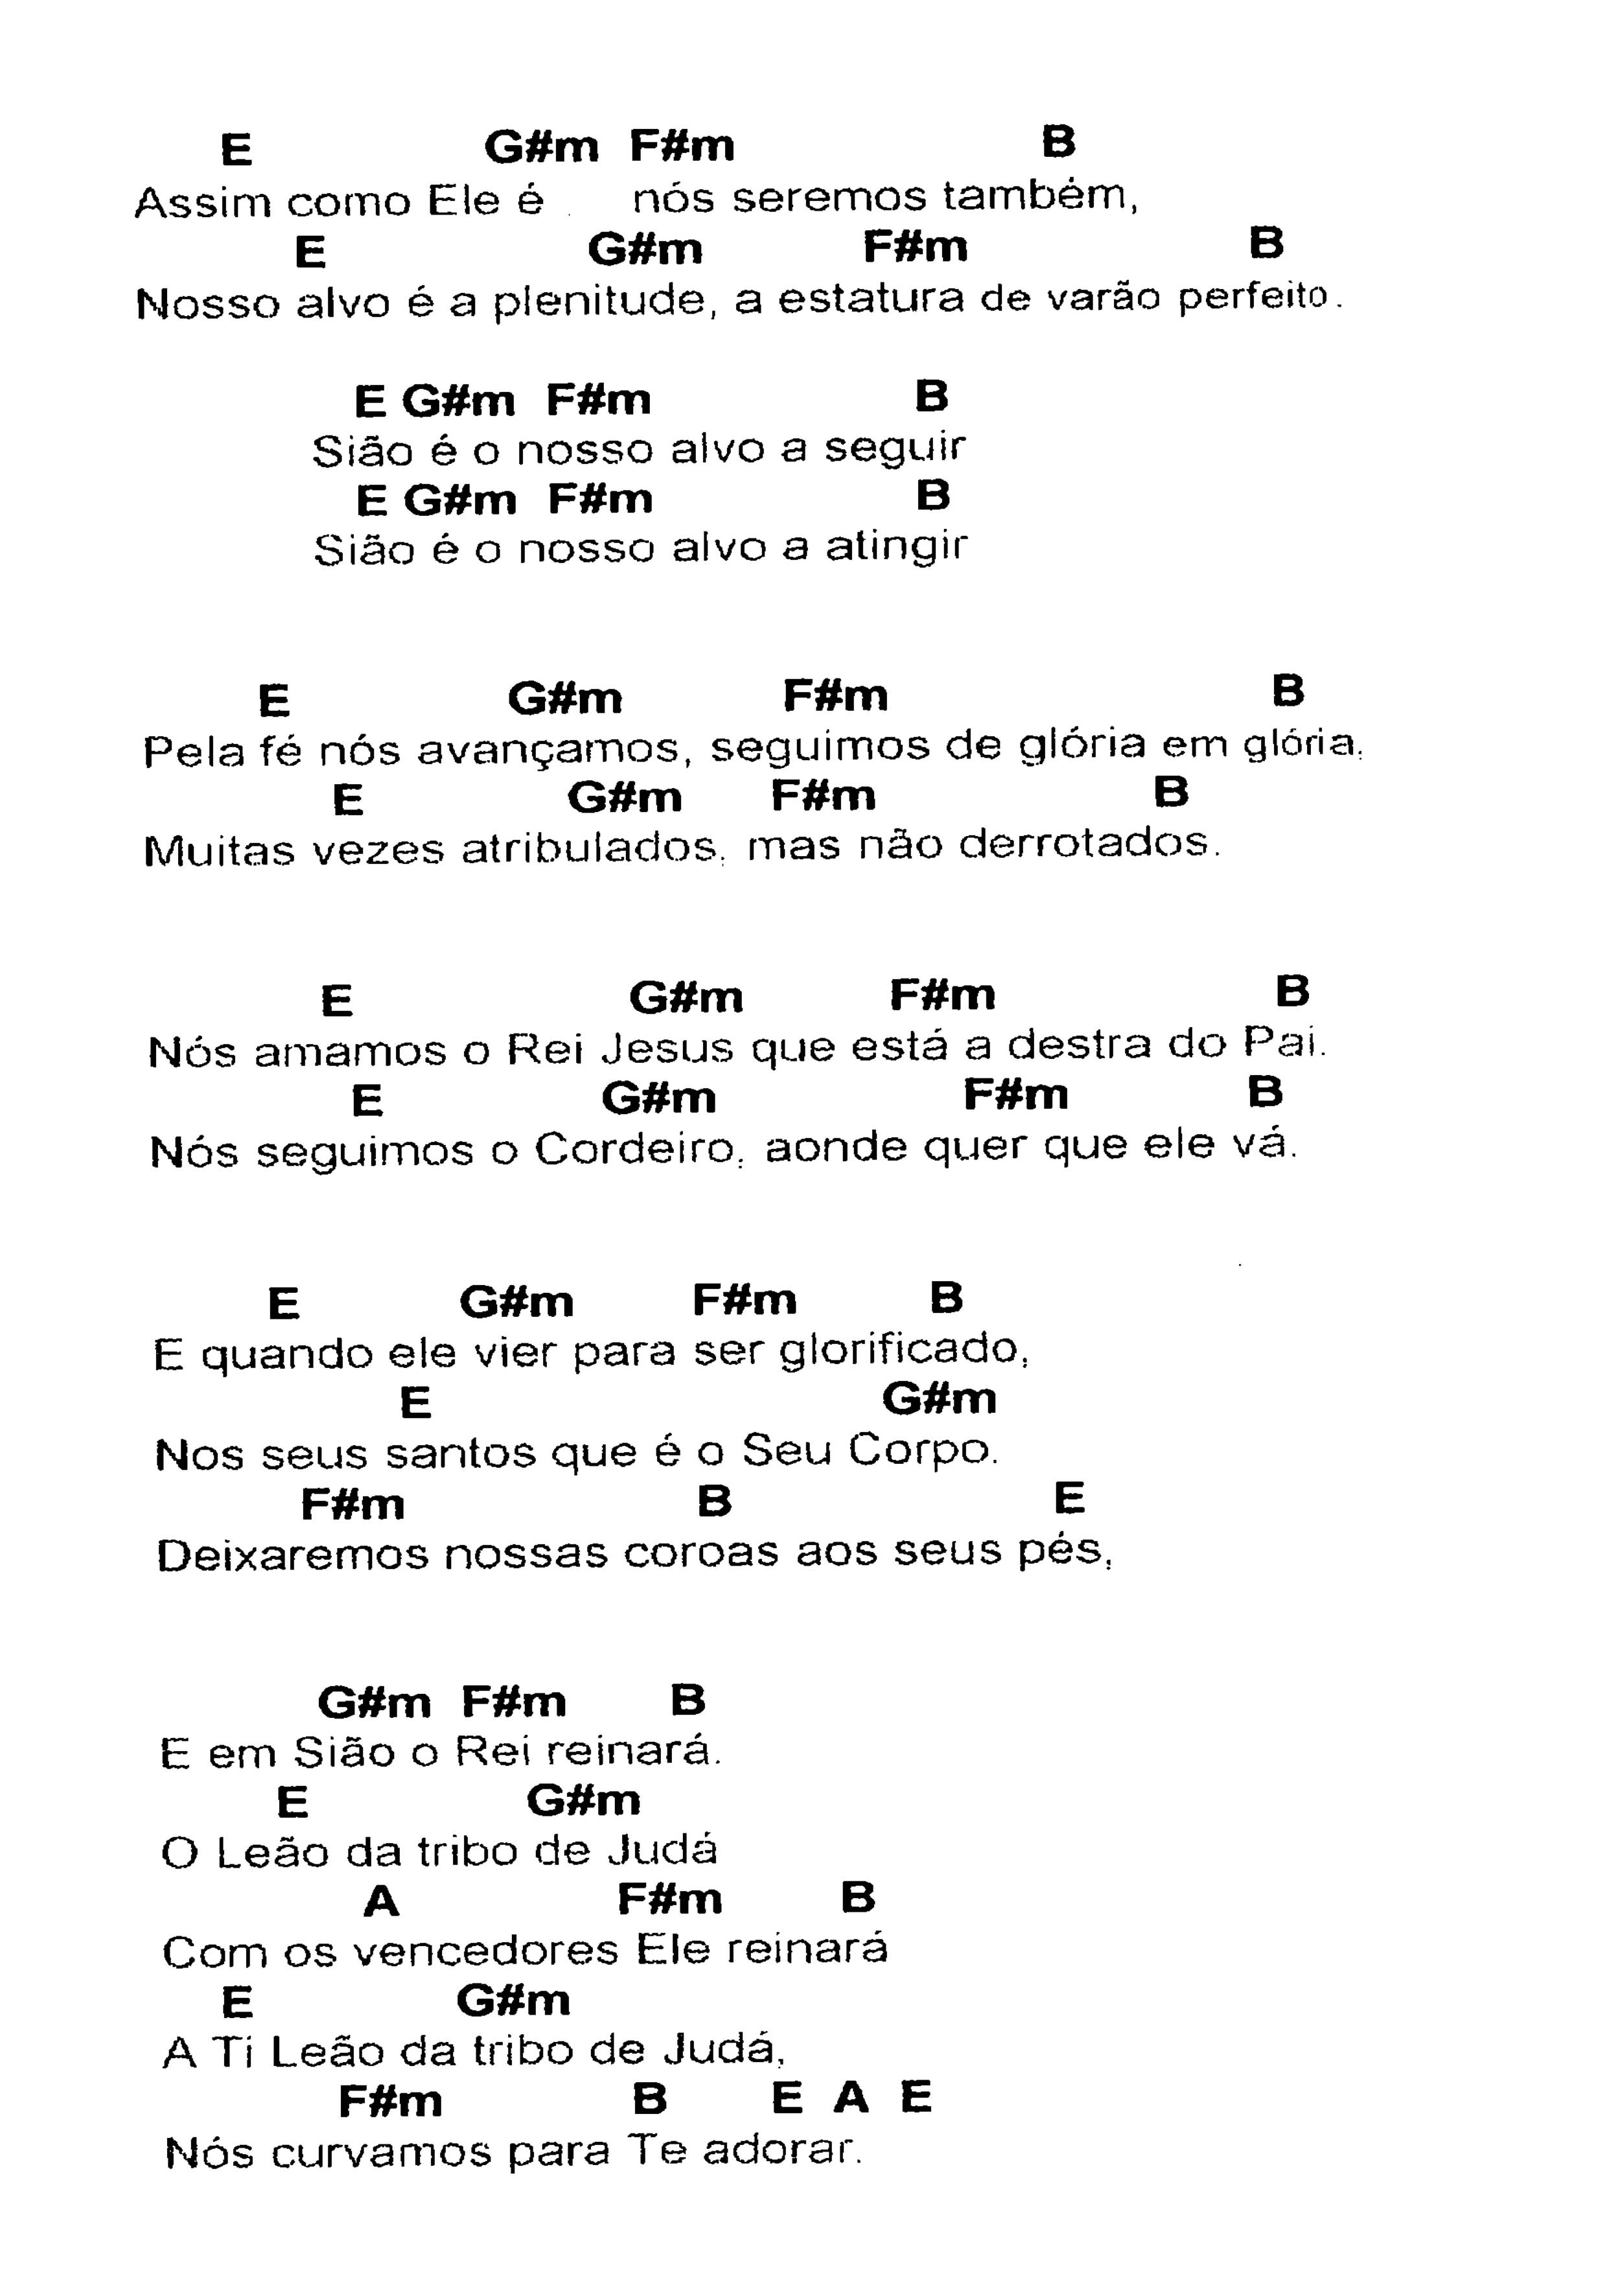 E G#m F#m B
Assim como Ele é nós seremos também,
E G#m F#m B
Nosso alvo é a plenitude, a estatura de varão perfeito.
E G#m F#m B
Sião é o nosso alvo a seguir
E G#m F#m B
Sião é o nosso alvo a atingir
E G#m F#m B
Pela fé nós avançamos, seguimos de glória em glória,
E G#m F#m B
Muitas vezes atribulados, mas não derrotados.
E G#m F#m B
Nós amamos o Rei Jesus que está a destra do Pai.
E G#m F#m B
Nós seguimos o Cordeiro, aonde quer que ele vá.
E G#m F#m B
E quando ele vier para ser glorificado,
E G#m
Nos seus santos que é o Seu Corpo.
F#m B E
Deixaremos nossas coroas aos seus pés,
G#m F#m B
E em Sião o Rei reinará.
E G#m
O Leão da tribo de Judá
A F#m B
Com os vencedores Ele reinará
E G#m
A Ti Leão da tribo de Judá,
F#m B E A E
Nós curvamos para Te adorar.